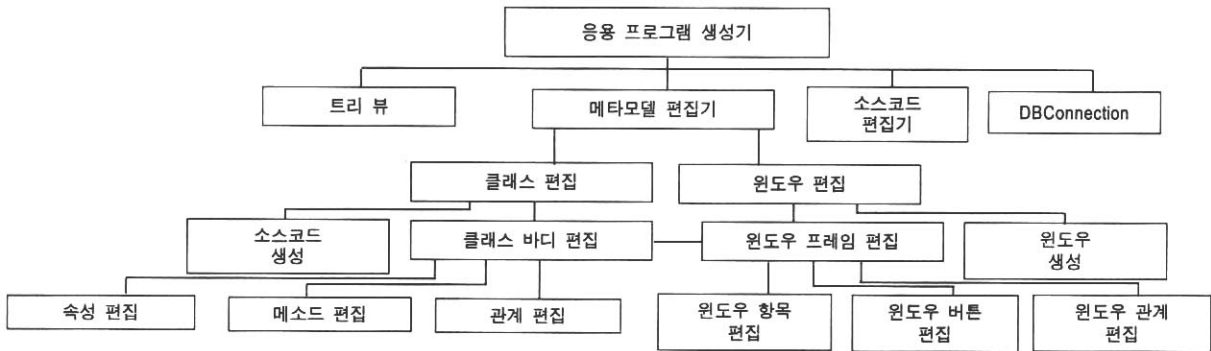 응용 프로그램 생성기
트리 뷰
메타모델 편집기
소스코드
편집기
DBConnection
클래스 편집
윈도우 편집
소스코드
생성
클래스 바디 편집
윈도우 프레임 편집
윈도우
생성
속성 편집
메소드 편집
관계 편집
윈도우 항목
편집
윈도우 버튼
편집
윈도우 관계
편집